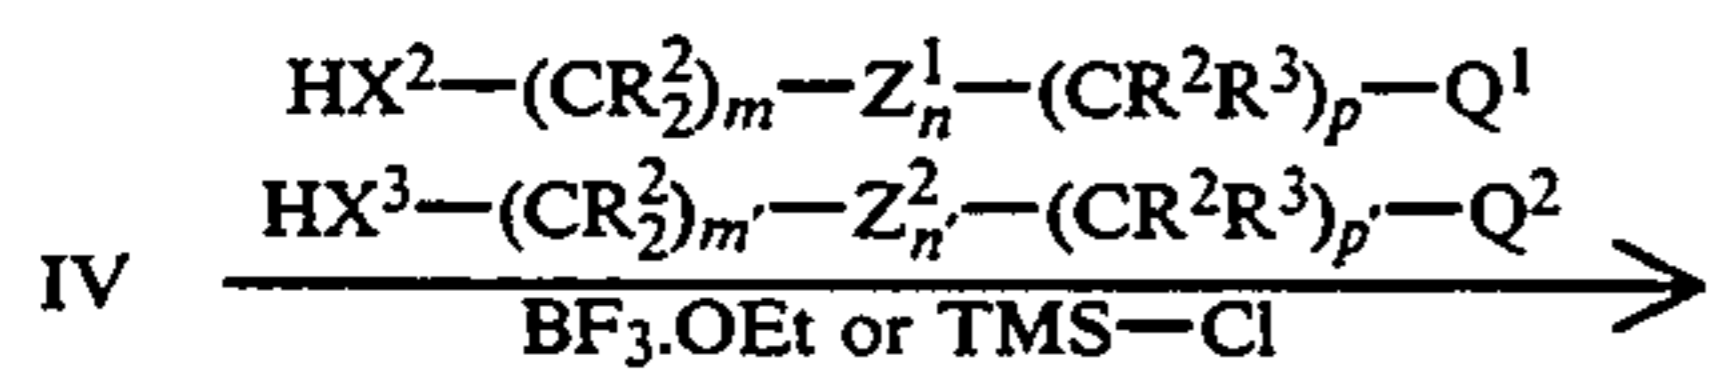 HX²—(CR²₂)ₘ—Z¹ₙ—(CR²R³)ₚ—Q¹
HX³—(CR²₂)ₘ′—Z²ₙ′—(CR²R³)ₚ′—Q²
IV
BF₃.OEt or TMS—Cl